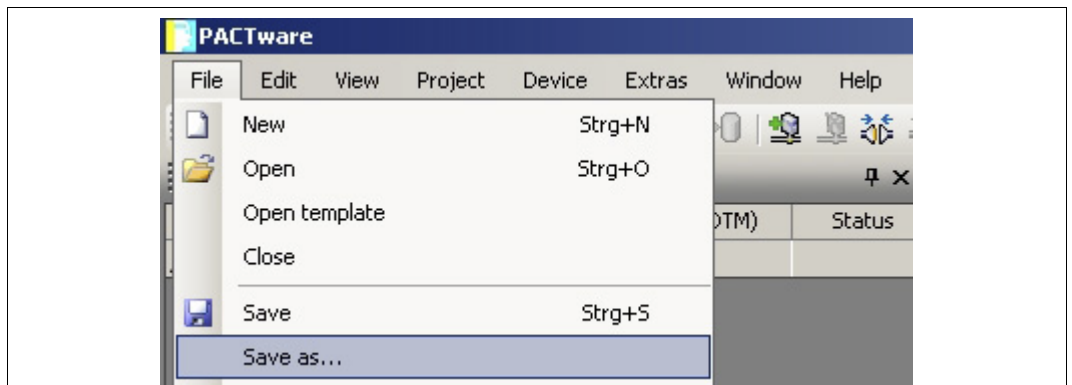 PACTware
File Edit View Project Device Extras Window Help
New Strg+N
Open Strg+O
Open template
Close
Save Strg+S
Save as...
Status